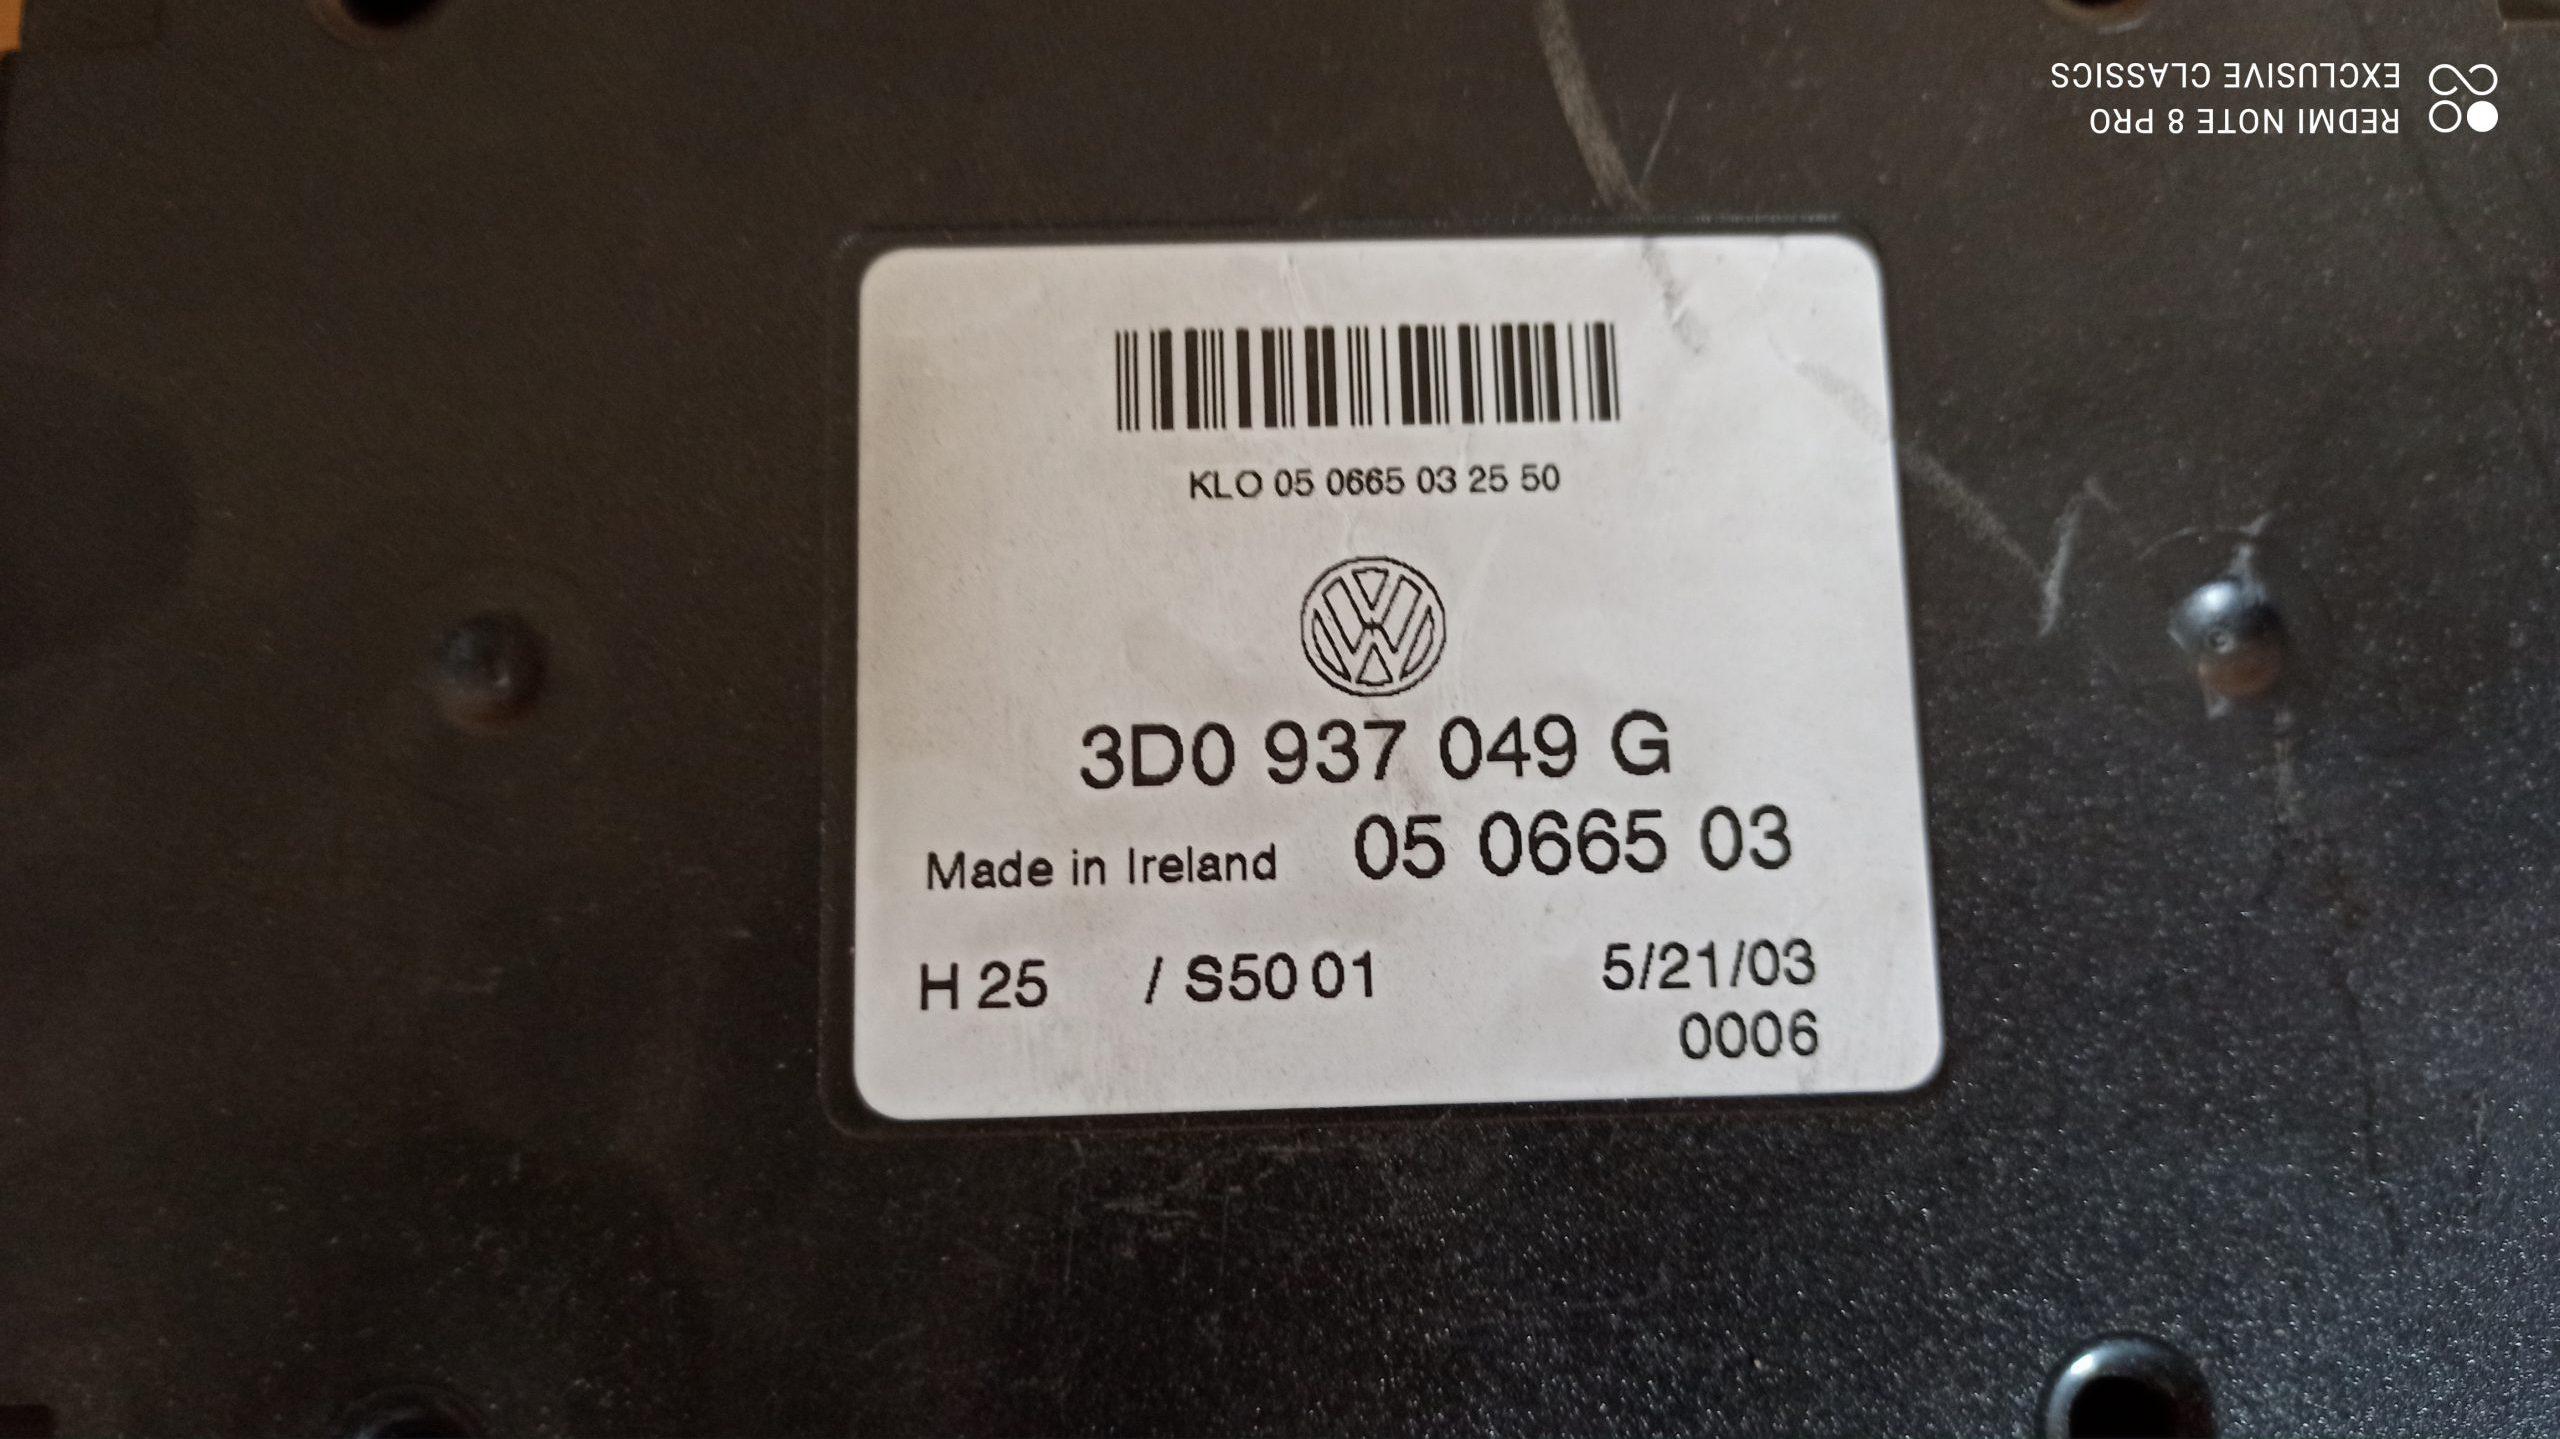 KLO 05 0665 03 25 50
3D0 937 049 G
Made in Ireland 05 0665 03
H 25 / S50 01 5/21/03
0006
REDMI NOTE 8 PRO
EXCLUSIVE CLASSICS